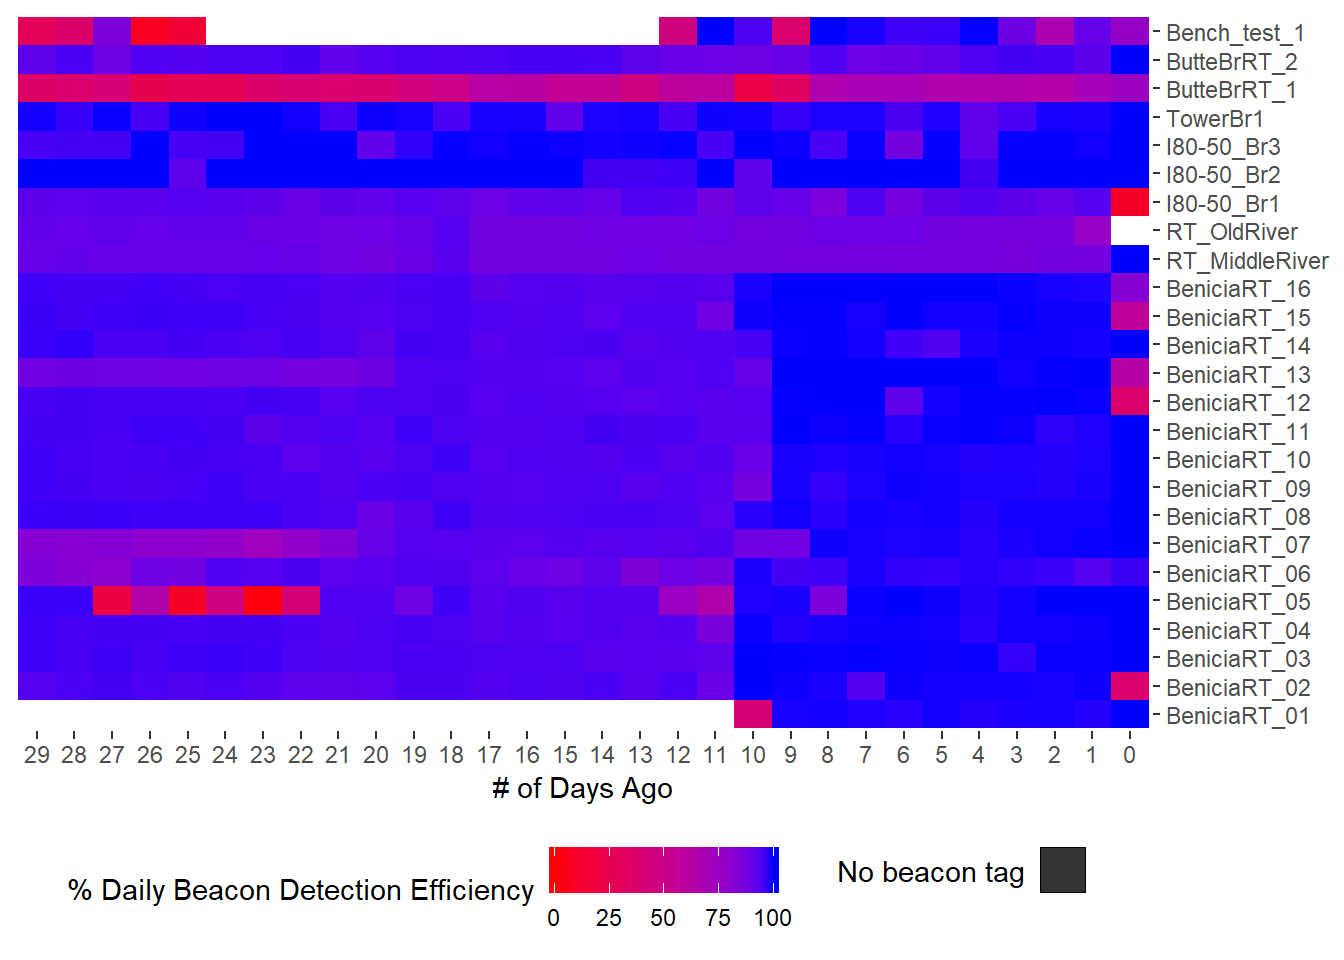 Bench_test_1
ButteBrRT_2
ButteBrRT_1
TowerBr1
I80-50_Br3
I80-50_Br2
I80-50_Br1
RT_OldRiver
RT_MiddleRiver
BeniciaRT_16
BeniciaRT_15
BeniciaRT_14
BeniciaRT_13
BeniciaRT_12
BeniciaRT_11
BeniciaRT_10
BeniciaRT_09
BeniciaRT_08
BeniciaRT_07
BeniciaRT_06
BeniciaRT_05
BeniciaRT_04
BeniciaRT_03
BeniciaRT_02
BeniciaRT_01
29 28 27 26 25 24 23 22 21 20 19 18 17 16 15 14 13 12 11 10 9 8 7 6 5 4 3 2 1 0
# of Days Ago
% Daily Beacon Detection Efficiency
0 25 50 75 100
No beacon tag